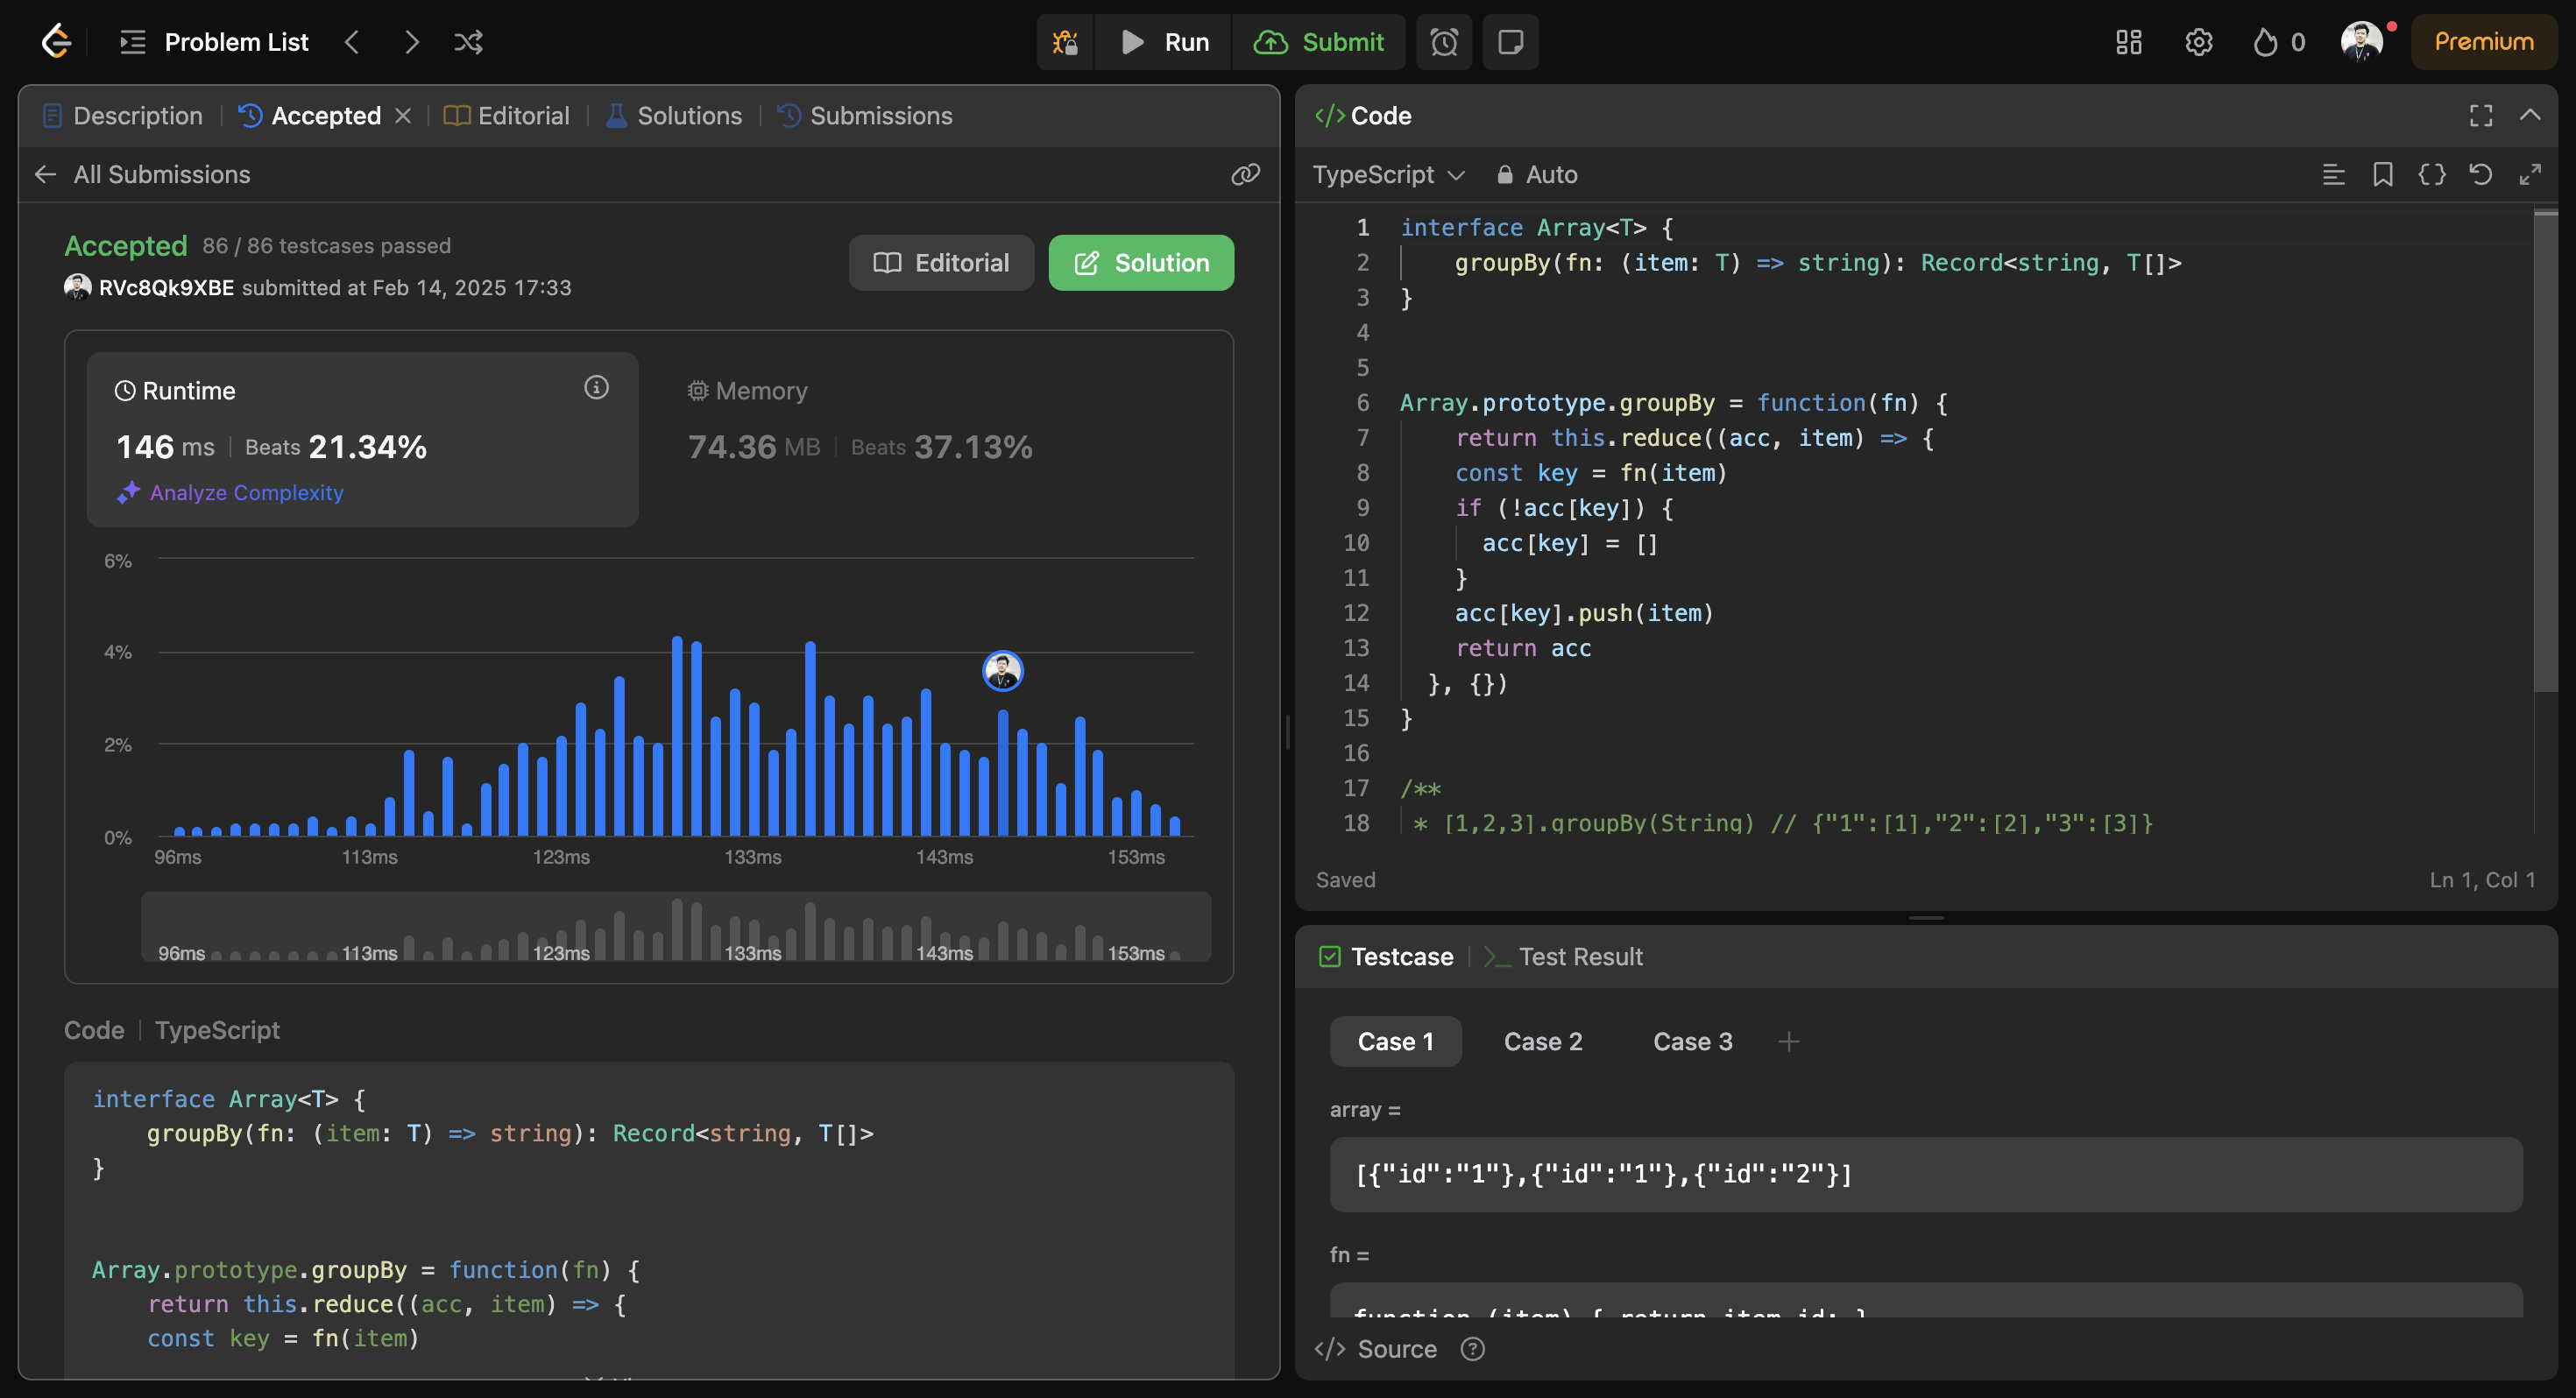 Problem List
Run
Submit
0
Premium
Description
Accepted
Editorial
Solutions
Submissions
All Submissions
Accepted 86 / 86 testcases passed
RVc8Qk9XBE submitted at Feb 14, 2025 17:33
Editorial
Solution
Runtime
146 ms Beats 21.34%
Analyze Complexity
Memory
74.36 MB Beats 37.13%
6%
4%
2%
0%
96ms 113ms 123ms 133ms 143ms 153ms
96ms 113ms 123ms 133ms 143ms 153ms
Code TypeScript
interface Array<T> {
    groupBy(fn: (item: T) => string): Record<string, T[]>
}
Array.prototype.groupBy = function(fn) {
    return this.reduce((acc, item) => {
    const key = fn(item)
</> Code
TypeScript Auto
1 interface Array<T> {
2     groupBy(fn: (item: T) => string): Record<string, T[]>
3 }
4
5
6 Array.prototype.groupBy = function(fn) {
7     return this.reduce((acc, item) => {
8     const key = fn(item)
9     if (!acc[key]) {
10       acc[key] = []
11     }
12     acc[key].push(item)
13     return acc
14   }, {})
15 }
16
17 /**
18  * [1,2,3].groupBy(String) // {"1":[1],"2":[2],"3":[3]}
Saved
Ln 1, Col 1
Testcase
Test Result
Case 1 Case 2 Case 3
array =
[{"id":"1"},{"id":"1"},{"id":"2"}]
fn =
function (item) { return item.id; }
</> Source